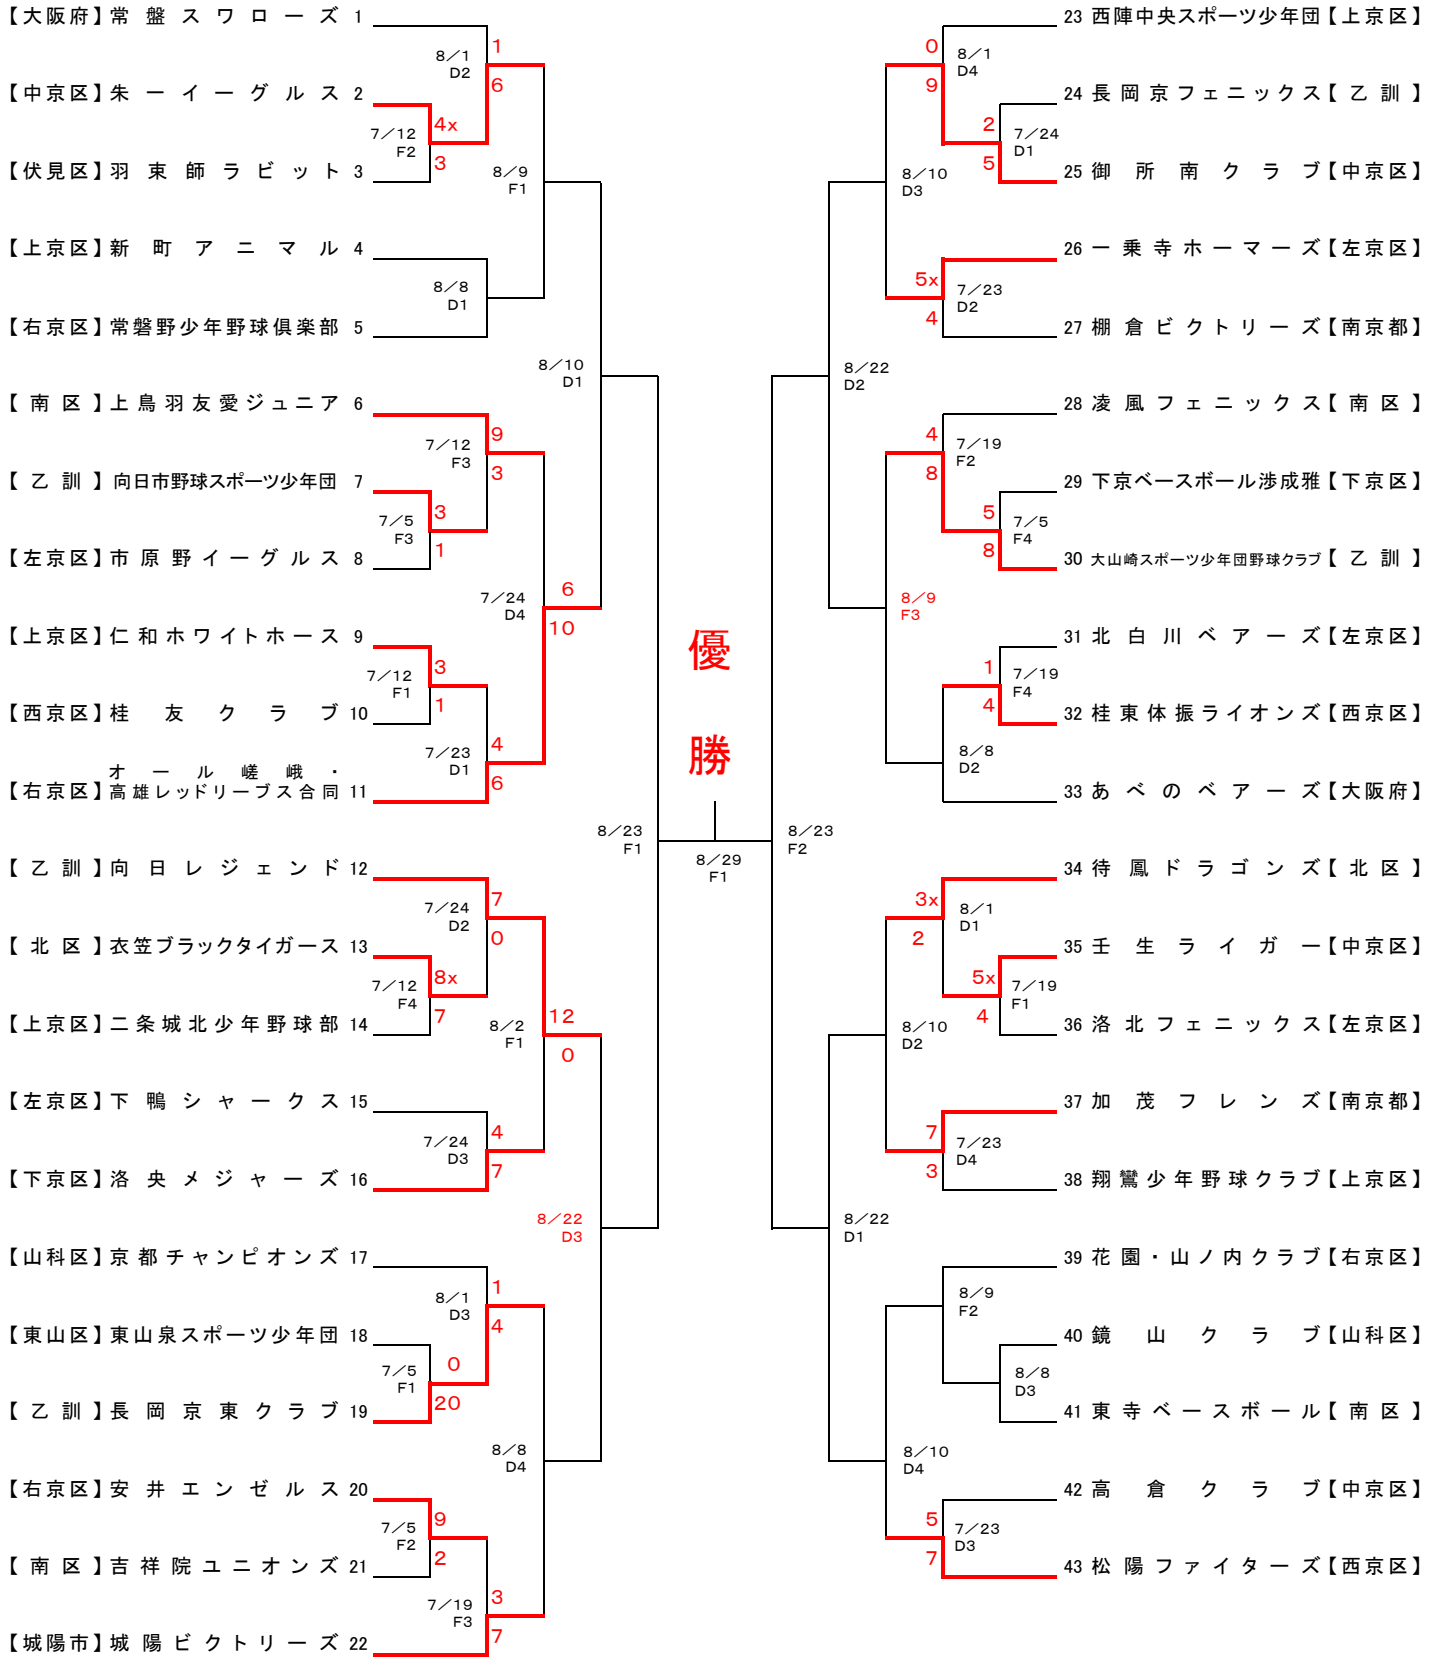 【大阪府】常盤スワローズ 1
1
8／1
D2
6
【中京区】朱一イーグルス 2
4x
7／12
F2
3
【伏見区】羽束師ラビット 3
8／9
F1
【上京区】新町アニマル 4
8／8
D1
【右京区】常磐野少年野球倶楽部 5
8／10
D1
【南区】上鳥羽友愛ジュニア 6
9
7／12
F3
3
【乙訓】向日市野球スポーツ少年団 7
3
7／5
F3
1
【左京区】市原野イーグルス 8
7／24
D4
6
10
【上京区】仁和ホワイトホース 9
3
7／12
F1
1
【西京区】桂友クラブ 10
4
7／23
D1
6
オール嵯峨・
【右京区】高雄レッドリーブス合同 11
8／23
F1
【乙訓】向日レジェンド 12
7
7／24
D2
0
【北区】衣笠ブラックタイガース 13
8x
7／12
F4
7
【上京区】二条城北少年野球部 14
12
8／2
F1
0
【左京区】下鴨シャークス 15
4
7／24
D3
7
【下京区】洛央メジャーズ 16
8／22
D3
【山科区】京都チャンピオンズ 17
1
8／1
D3
4
【東山区】東山泉スポーツ少年団 18
0
7／5
F1
20
【乙訓】長岡京東クラブ 19
8／8
D4
【右京区】安井エンゼルス 20
9
7／5
F2
2
【南区】吉祥院ユニオンズ 21
3
7／19
F3
7
【城陽市】城陽ビクトリーズ 22
優
勝
8／29
F1
23 西陣中央スポーツ少年団【上京区】
0
8／1
D4
9
24 長岡京フェニックス【乙訓】
2
7／24
D1
5
25 御所南クラブ【中京区】
8／10
D3
26 一乗寺ホーマーズ【左京区】
5x
7／23
D2
4
27 棚倉ビクトリーズ【南京都】
8／22
D2
28 凌風フェニックス【南区】
4
7／19
F2
8
29 下京ベースボール渉成雅【下京区】
5
7／5
F4
8
30 大山崎スポーツ少年団野球クラブ【乙訓】
8／9
F3
31 北白川ベアーズ【左京区】
1
7／19
F4
4
32 桂東体振ライオンズ【西京区】
8／8
D2
33 あべのベアーズ【大阪府】
8／23
F2
34 待鳳ドラゴンズ【北区】
3x
8／1
D1
2
35 壬生ライガー【中京区】
5x
7／19
F1
4
36 洛北フェニックス【左京区】
8／10
D2
37 加茂フレンズ【南京都】
7
7／23
D4
3
38 翔鸞少年野球クラブ【上京区】
8／22
D1
39 花園・山ノ内クラブ【右京区】
8／9
F2
40 鏡山クラブ【山科区】
8／8
D3
41 東寺ベースボール【南区】
8／10
D4
42 高倉クラブ【中京区】
5
7／23
D3
7
43 松陽ファイターズ【西京区】